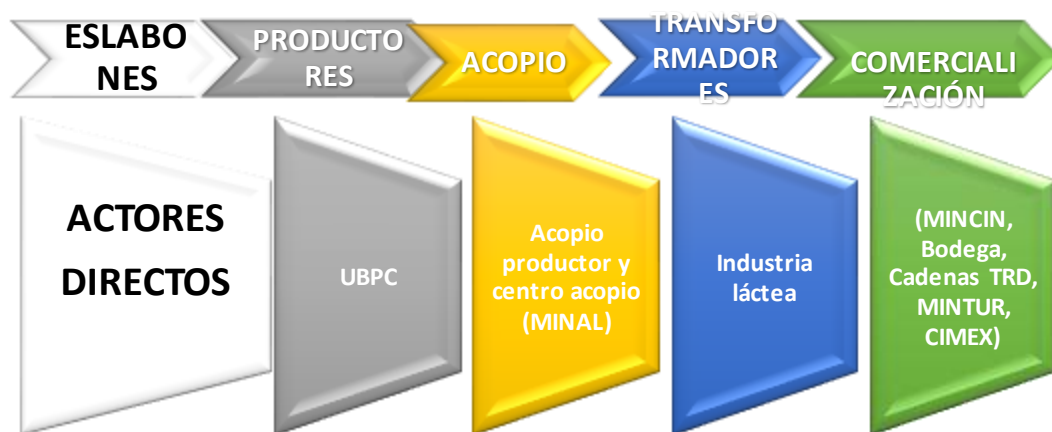 ESLABO
NES
PRODUCTO
RES
ACOPIO
TRANSFO
RMADOR
ES
COMERCIALI
ZACIÓN
ACTORES
DIRECTOS
UBPC
Acopio
productor y
centro acopio
(MINAL)
Industria
láctea
(MINCIN,
Bodega,
Cadenas TRD,
MINTUR,
CIMEX)